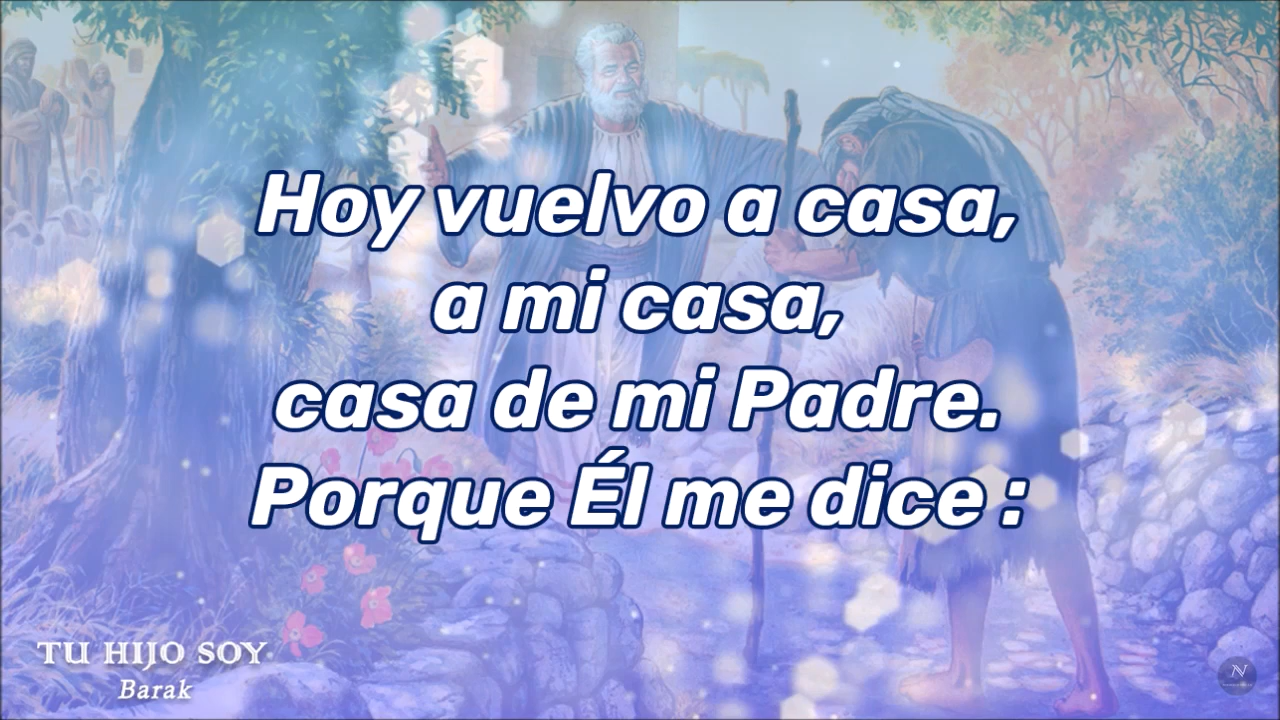 Hoy vuelvo a casa,
a mi casa,
casa de mi Padre.
Porque Él me dice :
TU HIJO SOY
Barak
N